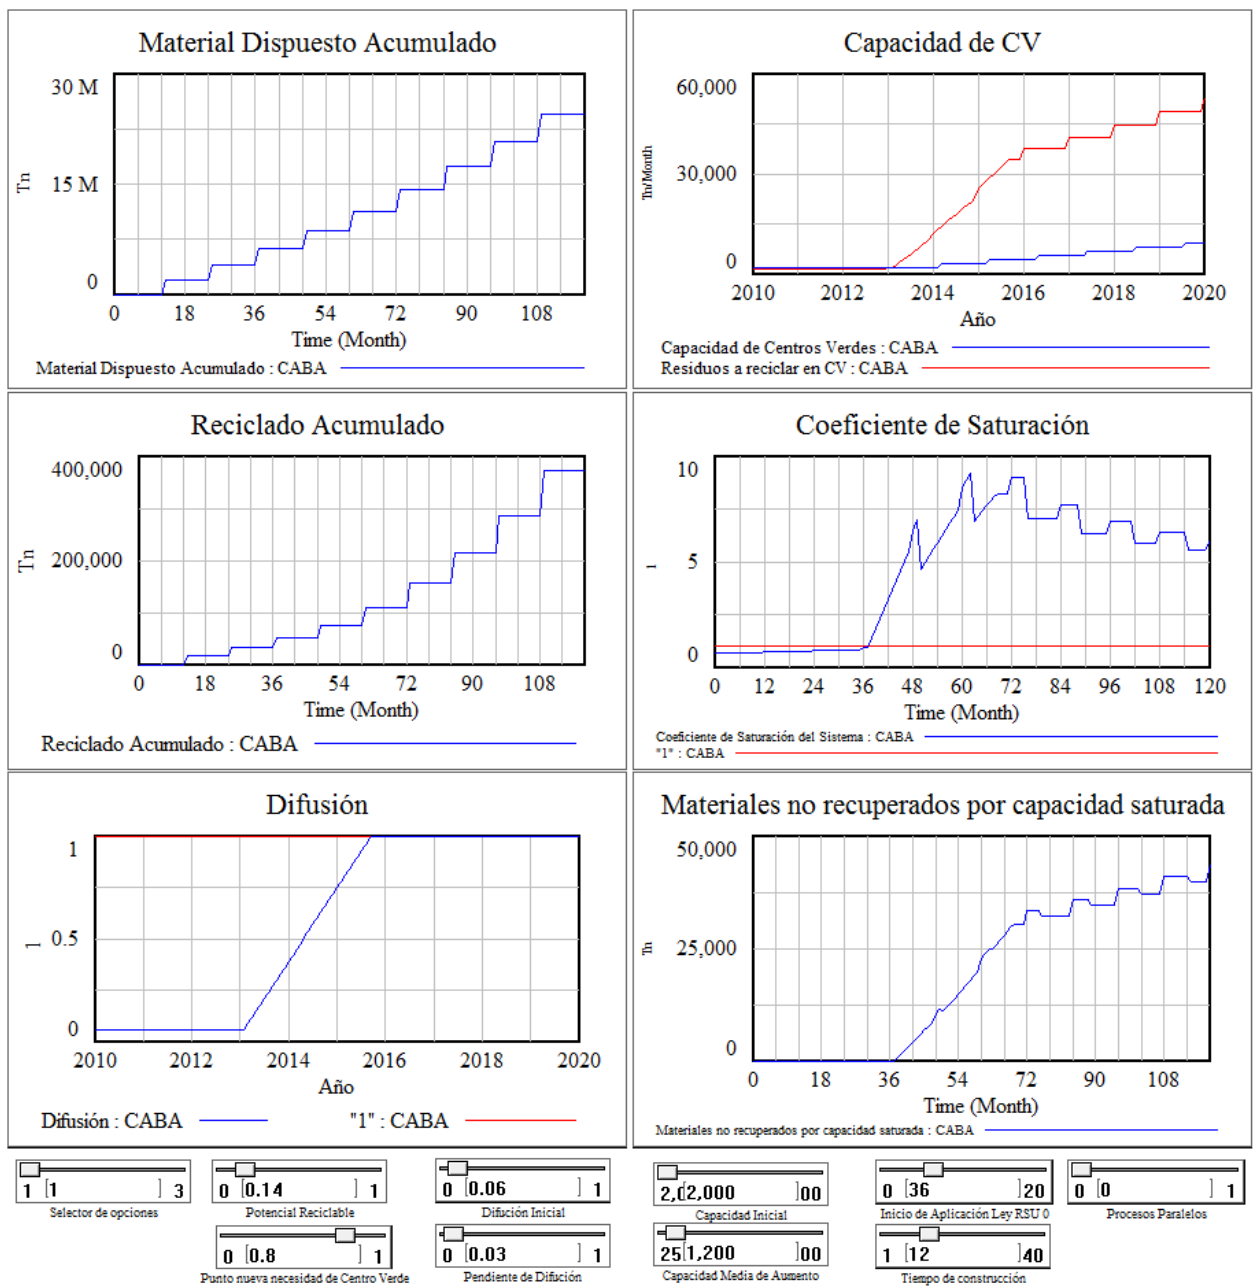 Material Dispuesto Acumulado
30 M
15 M
0
Tn
0 18 36 54 72 90 108
Time (Month)
Material Dispuesto Acumulado : CABA
Capacidad de CV
60,000
30,000
0
Tn/Month
2010 2012 2014 2016 2018 2020
Año
Capacidad de Centros Verdes : CABA
Residuos a reciclar en CV : CABA
Reciclado Acumulado
400,000
200,000
0
Tn
0 18 36 54 72 90 108
Time (Month)
Reciclado Acumulado : CABA
Coeficiente de Saturación
10
5
0
1
0 12 24 36 48 60 72 84 96 108 120
Time (Month)
Coeficiente de Saturación del Sistema : CABA
"1" : CABA
Difusión
1
0.5
0
1
2010 2012 2014 2016 2018 2020
Año
Difusión : CABA "1" : CABA
Materiales no recuperados por capacidad saturada
50,000
25,000
0
Tn
0 18 36 54 72 90 108
Time (Month)
Materiales no recuperados por capacidad saturada : CABA
1 [1 ] 3
Selector de opciones
0 [0.14 ] 1
Potencial Reciclable
0 [0.06 ] 1
Difución Inicial
2,0[2,000 ]00
Capacidad Inicial
0 [36 ]20
Inicio de Aplicación Ley RSU 0
0 [0 ] 1
Procesos Paralelos
0 [0.8 ] 1
Punto nueva necesidad de Centro Verde
0 [0.03 ] 1
Pendiente de Difución
25[1,200 ]00
Capacidad Media de Aumento
1 [12 ]40
Tiempo de construcción